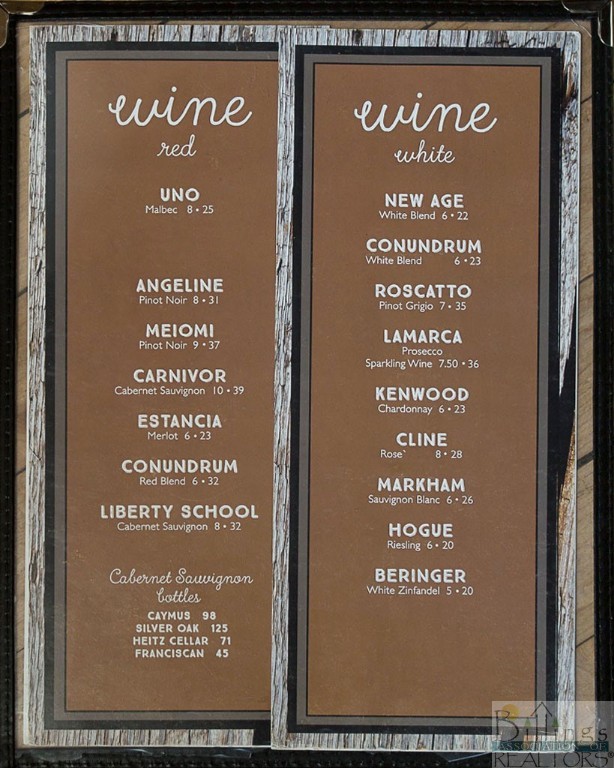 wine
red
UNO
Malbec 8 • 25
ANGELINE
Pinot Noir 8 • 31
MEIOMI
Pinot Noir 9 • 37
CARNIVOR
Cabernet Sauvignon 10 • 39
ESTANCIA
Merlot 6 • 23
CONUNDRUM
Red Blend 6 • 32
LIBERTY SCHOOL
Cabernet Sauvignon 8 • 32
Cabernet Sauvignon
bottles
CAYMUS 98
SILVER OAK 125
HEITZ CELLAR 71
FRANCISCAN 45
wine
white
NEW AGE
White Blend 6 • 22
CONUNDRUM
White Blend 6 • 23
ROSCATTO
Pinot Grigio 7 • 35
LAMARCA
Prosecco
Sparkling Wine 7.50 • 36
KENWOOD
Chardonnay 6 • 23
CLINE
Rose` 8 • 28
MARKHAM
Sauvignon Blanc 6 • 26
HOGUE
Riesling 6 • 20
BERINGER
White Zinfandel 5 • 20
Billings
ASSOCIATION OF
REALTORS